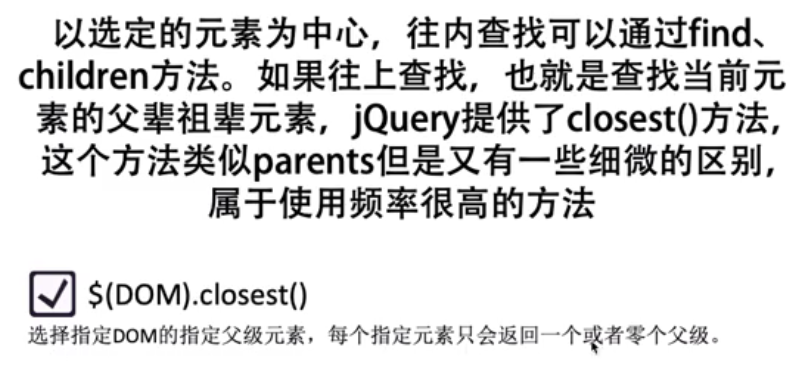 以选定的元素为中心，往内查找可以通过find、
children方法。如果往上查找，也就是查找当前元
素的父辈祖辈元素，jQuery提供了closest()方法，
这个方法类似parents但是又有一些细微的区别，
属于使用频率很高的方法
$(DOM).closest()
选择指定DOM的指定父级元素，每个指定元素只会返回一个或者零个父级。